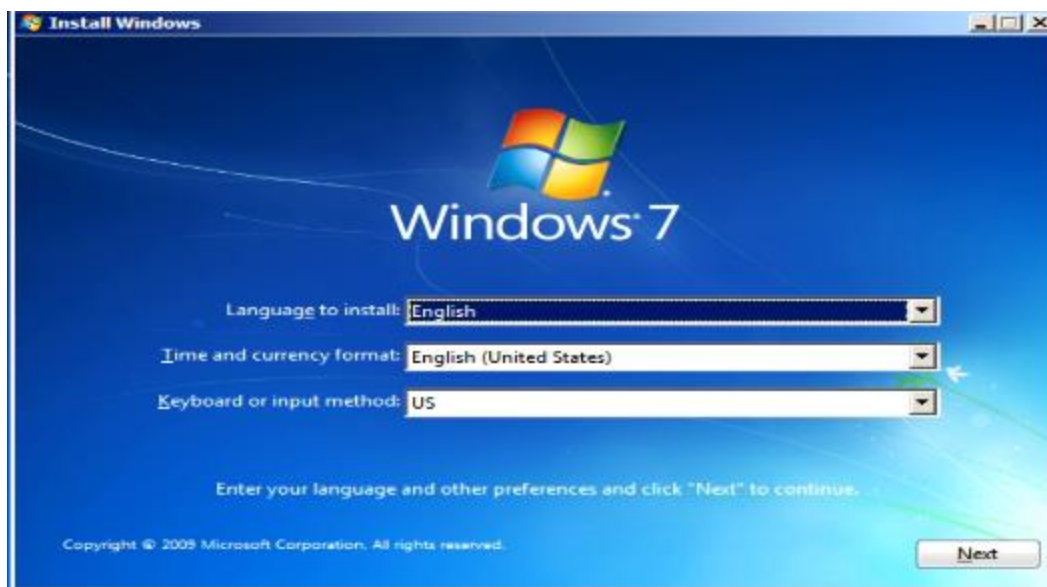 Install Windows
Windows 7
Language to install: English
Time and currency format: English (United States)
Keyboard or input method: US
Enter your language and other preferences and click "Next" to continue.
Copyright © 2009 Microsoft Corporation. All rights reserved.
Next